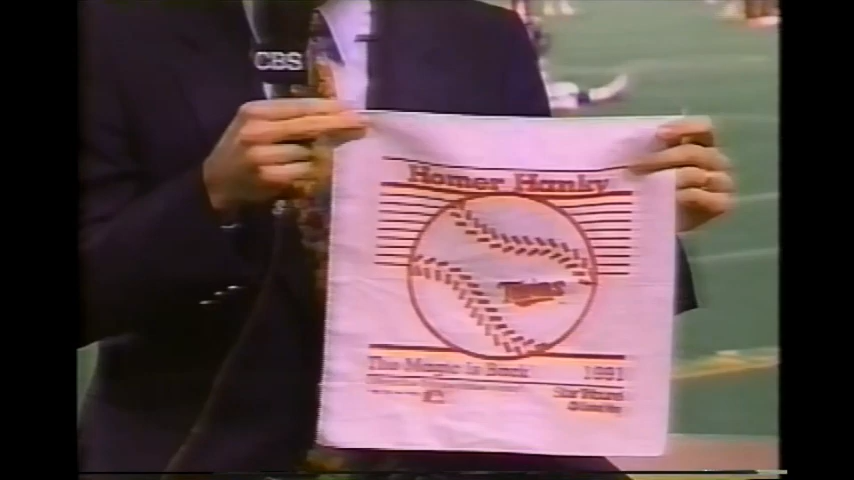 CBS
Homer Hanky
Twins
The Magic is Back 1991
Star Tribune